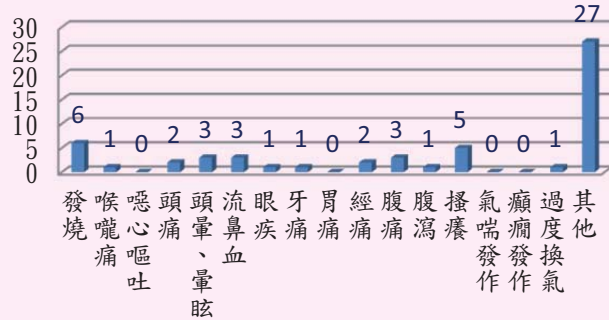 30
25
20
15
10
5
0
6
1
0
2
3
3
1
1
0
2
3
1
5
0
0
1
27
發燒
喉嚨痛
噁心嘔吐
頭痛
頭暈、暈眩
流鼻血
眼疾
牙痛
胃痛
經痛
腹痛
腹瀉
搔癢
氣喘發作
癲癇發作
過度換氣
其他